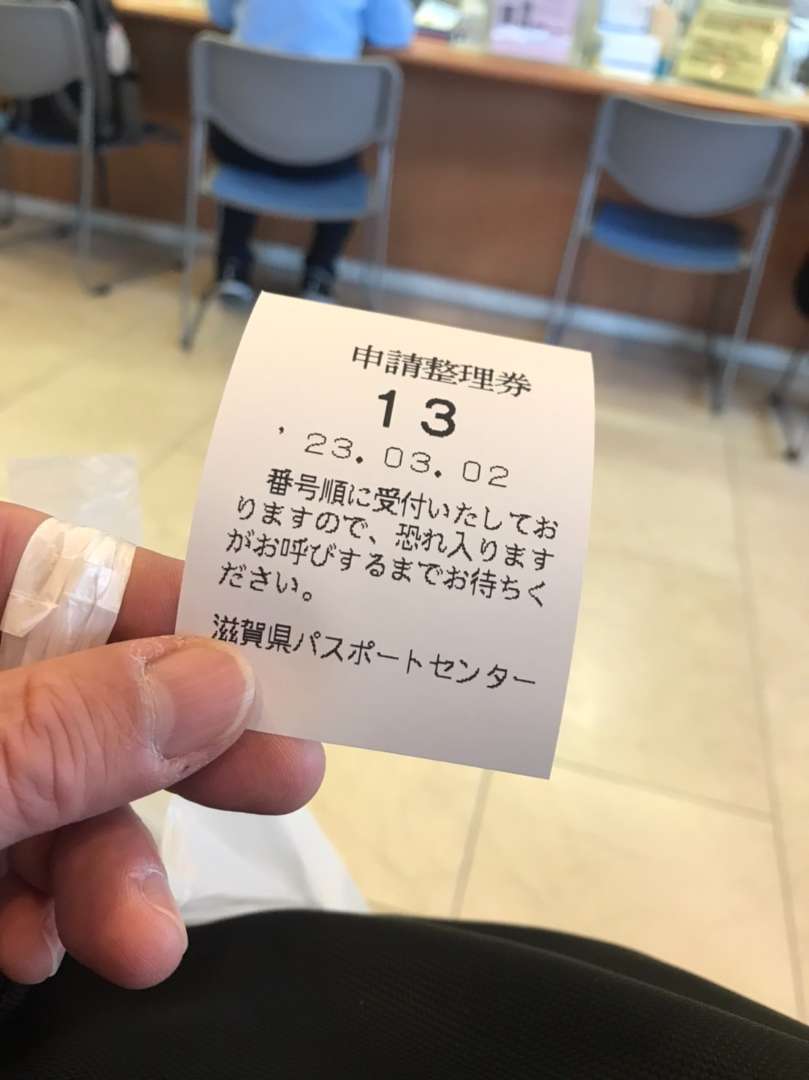 申請整理券
13
'23.03.02
番号順に受付いたしてお
りますので、恐れ入ります
がお呼びするまでお待ちく
ださい。
滋賀県パスポートセンター